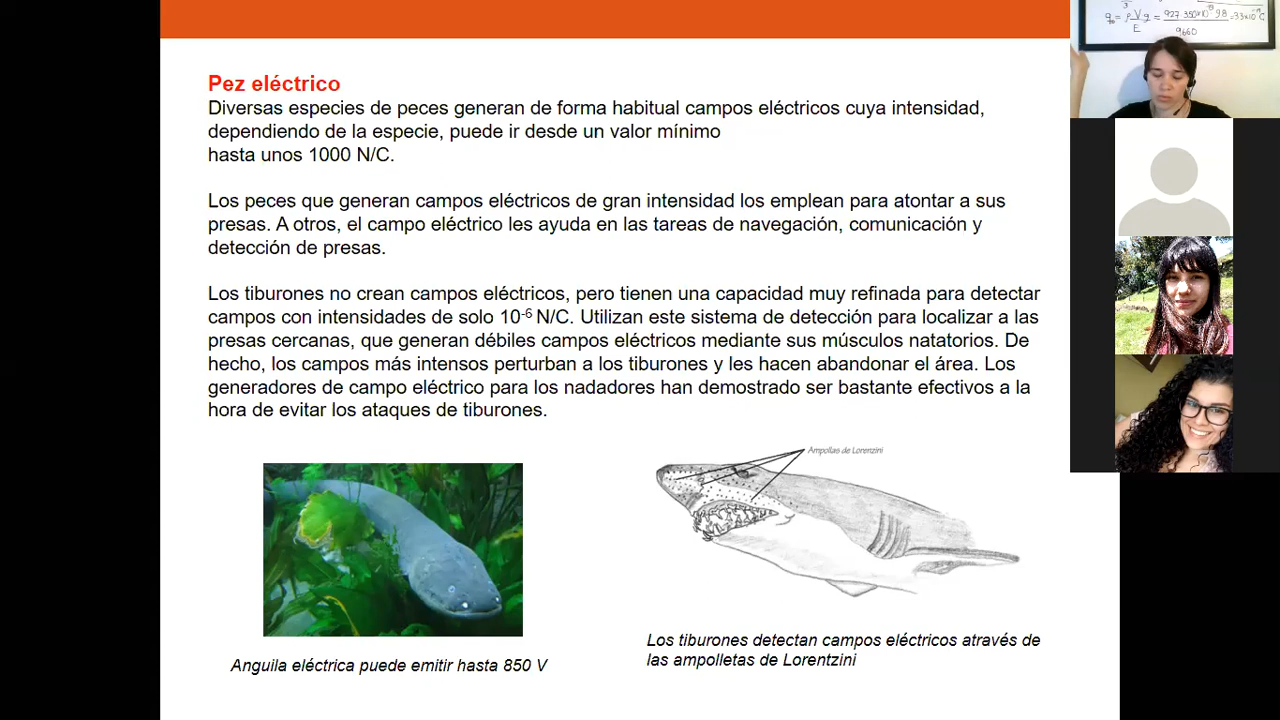 Pez eléctrico
Diversas especies de peces generan de forma habitual campos eléctricos cuya intensidad,
dependiendo de la especie, puede ir desde un valor mínimo
hasta unos 1000 N/C.
Los peces que generan campos eléctricos de gran intensidad los emplean para atontar a sus
presas. A otros, el campo eléctrico les ayuda en las tareas de navegación, comunicación y
detección de presas.
Los tiburones no crean campos eléctricos, pero tienen una capacidad muy refinada para detectar
campos con intensidades de solo 10⁻⁶ N/C. Utilizan este sistema de detección para localizar a las
presas cercanas, que generan débiles campos eléctricos mediante sus músculos natatorios. De
hecho, los campos más intensos perturban a los tiburones y les hacen abandonar el área. Los
generadores de campo eléctrico para los nadadores han demostrado ser bastante efectivos a la
hora de evitar los ataques de tiburones.
Ampollas de Lorenzini
Anguila eléctrica puede emitir hasta 850 V
Los tiburones detectan campos eléctricos através de
las ampolletas de Lorentzini